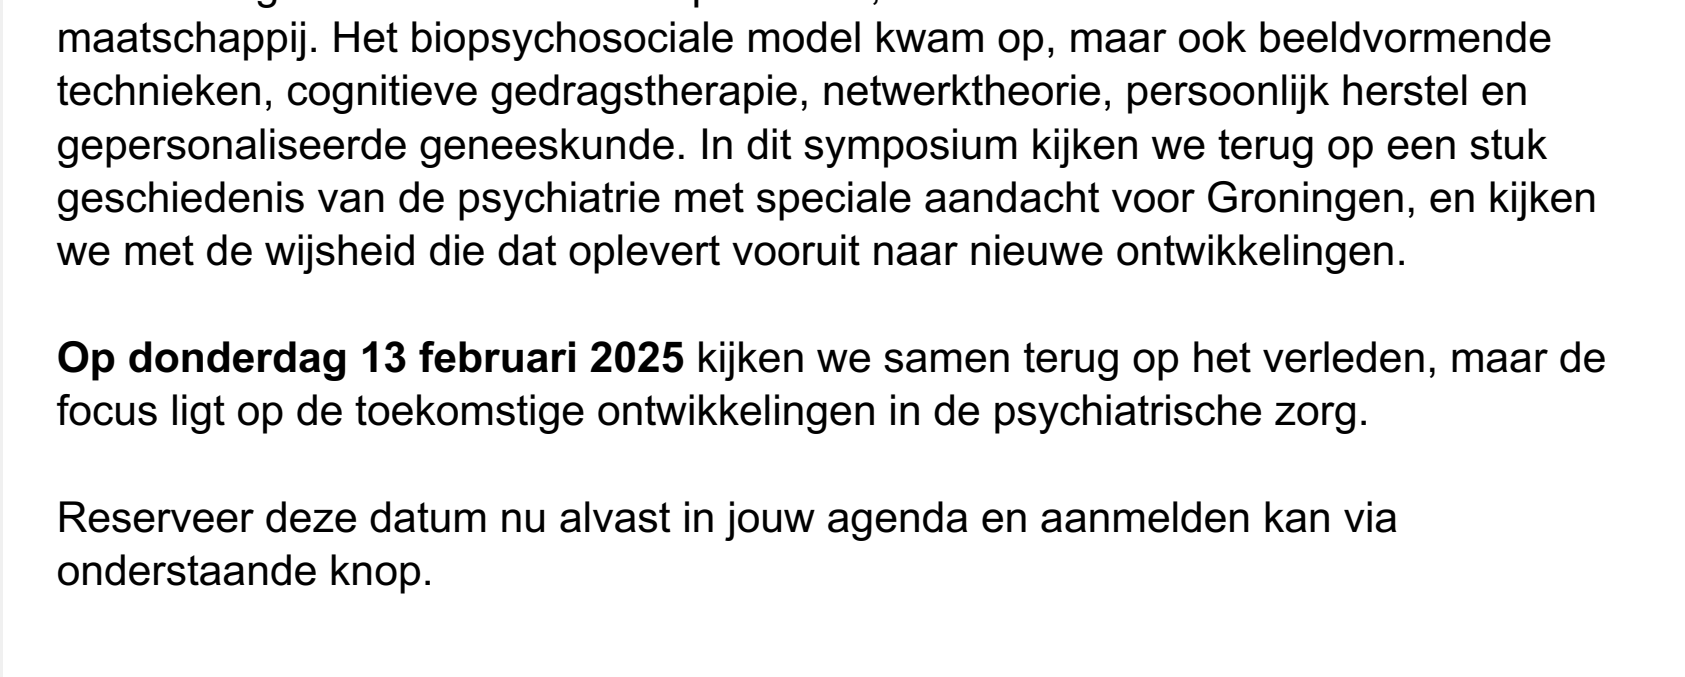 maatschappij. Het biopsychosociale model kwam op, maar ook beeldvormende
technieken, cognitieve gedragstherapie, netwerktheorie, persoonlijk herstel en
gepersonaliseerde geneeskunde. In dit symposium kijken we terug op een stuk
geschiedenis van de psychiatrie met speciale aandacht voor Groningen, en kijken
we met de wijsheid die dat oplevert vooruit naar nieuwe ontwikkelingen.
Op donderdag 13 februari 2025 kijken we samen terug op het verleden, maar de
focus ligt op de toekomstige ontwikkelingen in de psychiatrische zorg.
Reserveer deze datum nu alvast in jouw agenda en aanmelden kan via
onderstaande knop.